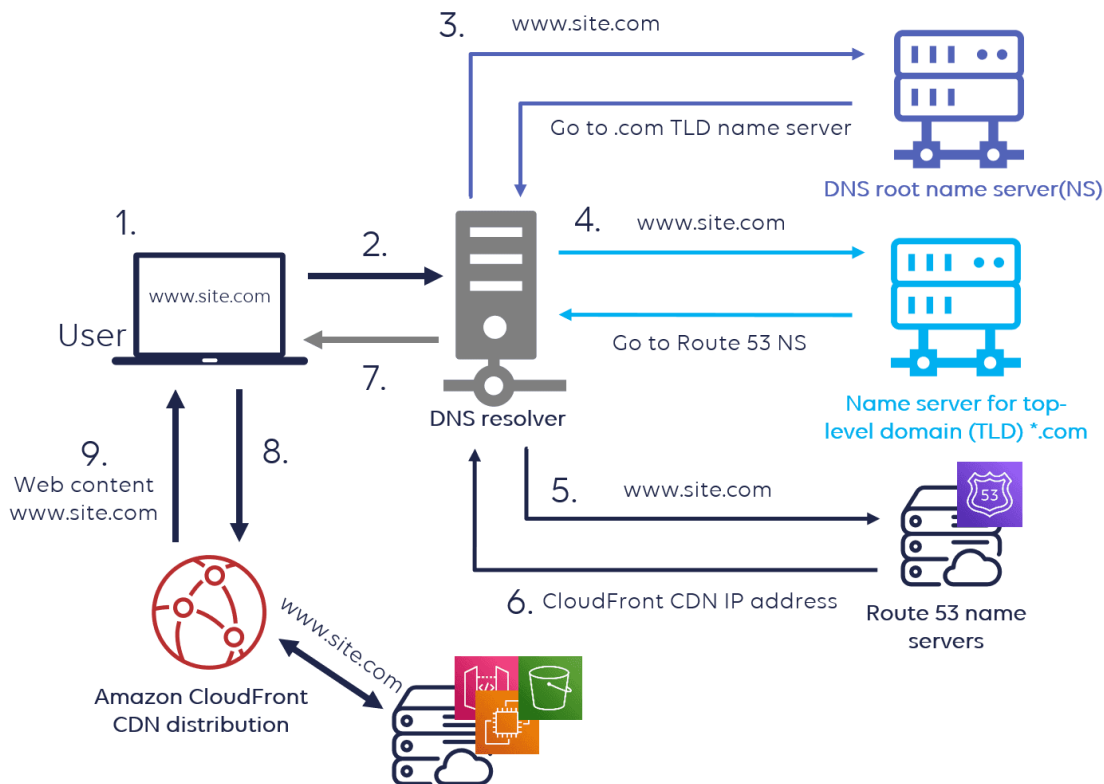 3.
www.site.com
Go to .com TLD name server
DNS root name server(NS)
1.
www.site.com
User
2.
7.
DNS resolver
4.
www.site.com
Go to Route 53 NS
Name server for top-
level domain (TLD) *.com
5.
www.site.com
53
6. CloudFront CDN IP address
Route 53 name
servers
8.
9.
Web content
www.site.com
www.site.com
Amazon CloudFront
CDN distribution